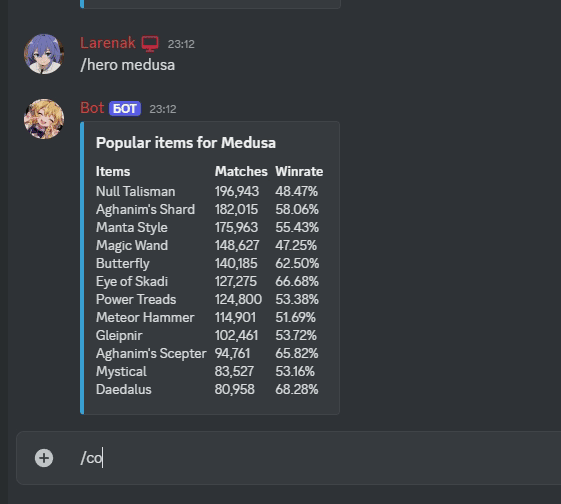 Larenak 23:12
/hero medusa
Bot БОТ 23:12
Popular items for Medusa
Items Matches Winrate
Null Talisman 196,943 48.47%
Aghanim's Shard 182,015 58.06%
Manta Style 175,963 55.43%
Magic Wand 148,627 47.25%
Butterfly 140,185 62.50%
Eye of Skadi 127,275 66.68%
Power Treads 124,800 53.38%
Meteor Hammer 114,901 51.69%
Gleipnir 102,461 53.72%
Aghanim's Scepter 94,761 65.82%
Mystical 83,527 53.16%
Daedalus 80,958 68.28%
/co